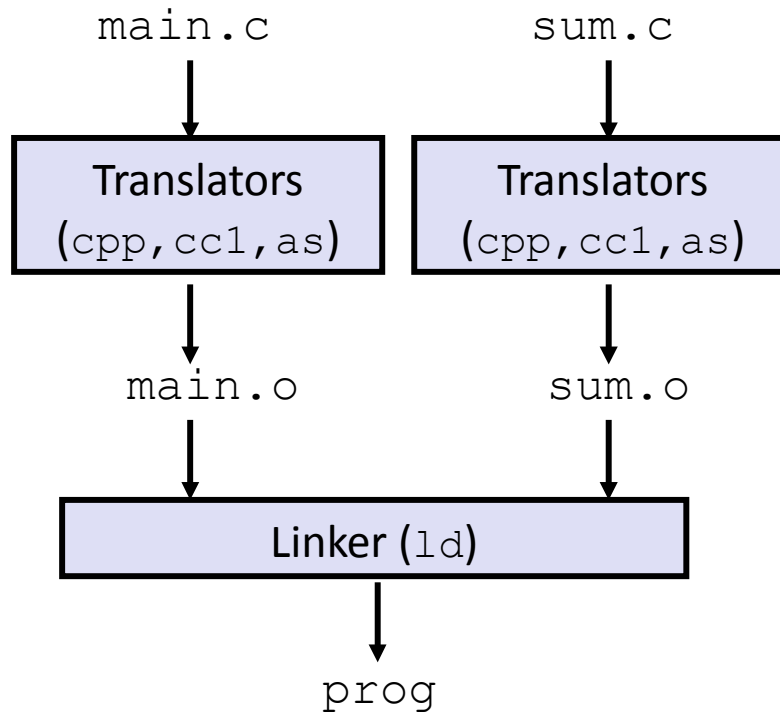 main.c
sum.c
Translators
(cpp,cc1,as)
Translators
(cpp,cc1,as)
main.o
sum.o
Linker (ld)
prog